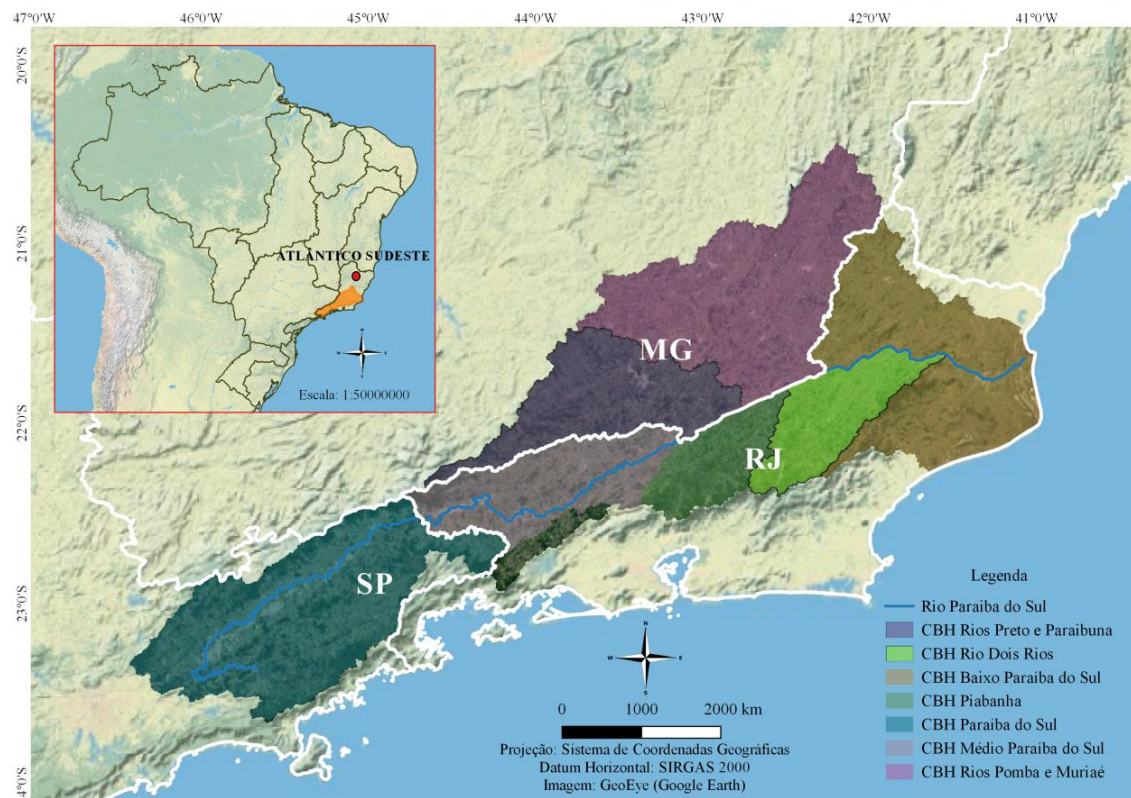 47°0'W 46°0'W 45°0'W 44°0'W 43°0'W 42°0'W 41°0'W
20°0'S
21°0'S
22°0'S
23°0'S
4°0'S
ATLÂNTICO SUDESTE
N
W E
S
Escala: 1:50000000
MG
RJ
SP
N
W E
S
0 1000 2000 km
Projeção: Sistema de Coordenadas Geográficas
Datum Horizontal: SIRGAS 2000
Imagem: GeoEye (Google Earth)
Legenda
Rio Paraiba do Sul
CBH Rios Preto e Paraibuna
CBH Rio Dois Rios
CBH Baixo Paraíba do Sul
CBH Piabanha
CBH Paraiba do Sul
CBH Médio Paraíba do Sul
CBH Rios Pomba e Muriaé